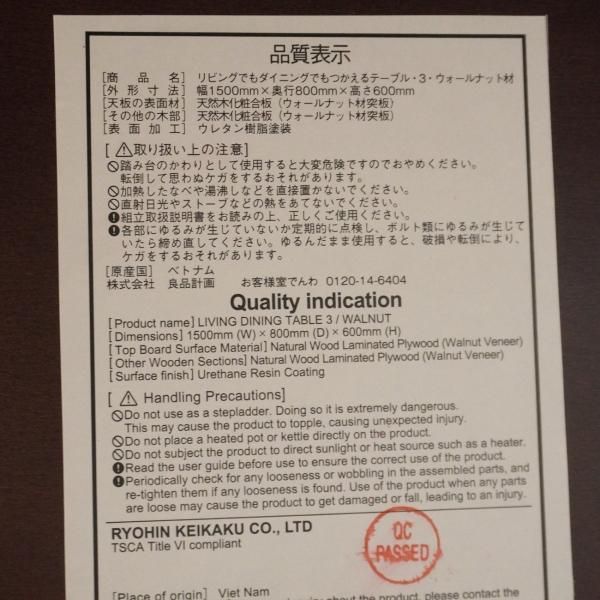 品質表示
[商品名] リビングでもダイニングでもつかえるテーブル・3・ウォールナット材
[外形寸法] 幅1500mm×奥行800mm×高さ600mm
[天板の表面材] 天然木化粧合板（ウォールナット材突板）
[その他の木部] 天然木化粧合板（ウォールナット材突板）
[表面加工] ウレタン樹脂塗装
[ ⚠取り扱い上の注意]
踏み台のかわりとして使用すると大変危険ですのでおやめください。
転倒して思わぬケガをするおそれがあります。
加熱したなべや湯沸しなどを直接置かないでください。
直射日光やストーブなどの熱をあてないでください。
組立取扱説明書をお読みの上、正しくご使用ください。
各部にゆるみが生じていないか定期的に点検し、ボルト類にゆるみが生じて
いたら締め直してください。ゆるんだまま使用すると、破損や転倒により、
ケガをするおそれがあります。
[原産国] ベトナム
株式会社 良品計画 お客様室でんわ 0120-14-6404
Quality indication
[Product name] LIVING DINING TABLE 3 / WALNUT
[Dimensions] 1500mm (W) × 800mm (D) × 600mm (H)
[Top Board Surface Material] Natural Wood Laminated Plywood (Walnut Veneer)
[Other Wooden Sections] Natural Wood Laminated Plywood (Walnut Veneer)
[Surface finish] Urethane Resin Coating
[ ⚠ Handling Precautions]
Do not use as a stepladder. Doing so it is extremely dangerous.
This may cause the product to topple, causing unexpected injury.
Do not place a heated pot or kettle directly on the product.
Do not subject the product to direct sunlight or heat source such as a heater.
Read the user guide before use to ensure the correct use of the product.
Periodically check for any looseness or wobbling in the assembled parts, and
re-tighten them if any looseness is found. Use of the product when any parts
are loose may cause the product to get damaged or fall, leading to an injury.
RYOHIN KEIKAKU CO., LTD
TSCA Title VI compliant
QC
PASSED
[Place of origin] Viet Nam
about the product, please contact the